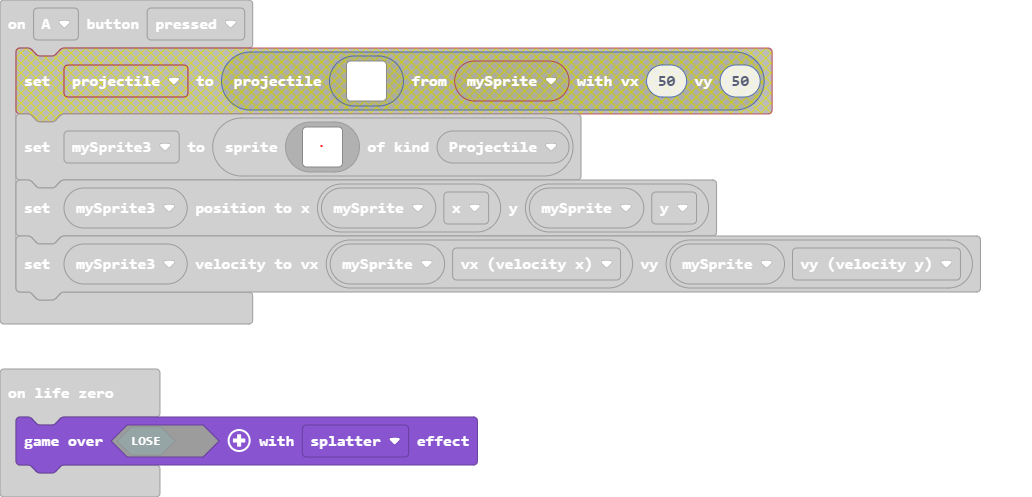 on A button pressed
set projectile to projectile from mySprite with vx 50 vy 50
set mySprite3 to sprite of kind Projectile
set mySprite3 position to x mySprite x y mySprite y
set mySprite3 velocity to vx mySprite vx (velocity x) vy mySprite vy (velocity y)
on life zero
game over LOSE with splatter effect